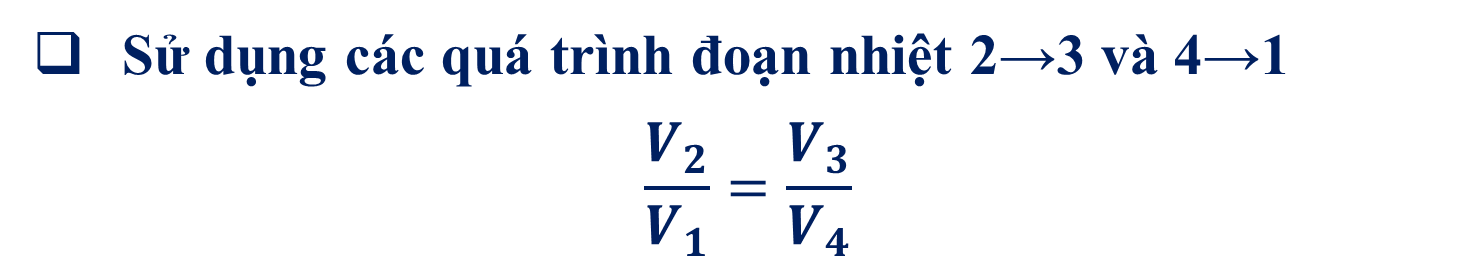 ❑ Sử dụng các quá trình đoạn nhiệt 2→3 và 4→1
V₂/V₁ = V₃/V₄